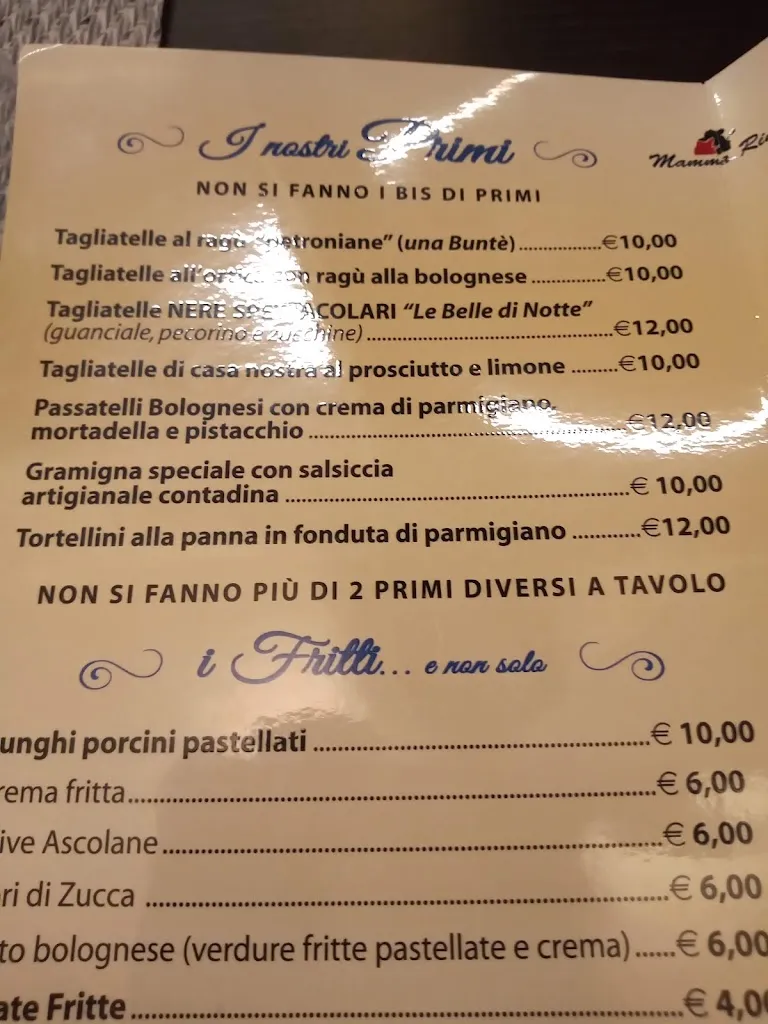 I nostri Primi
Mamma
NON SI FANNO I BIS DI PRIMI
Tagliatelle al ragù "petroniane" (una Buntè)................€10,00
Tagliatelle all'ortica con ragù alla bolognese ..............€10,00
Tagliatelle NERE SPETTACOLARI "Le Belle di Notte"
(guanciale, pecorino e zucchine)................................................€12,00
Tagliatelle di casa nostra al prosciutto e limone .........€10,00
Passatelli Bolognesi con crema di parmigiano,
mortadella e pistacchio ..............................................................€12,00
Gramigna speciale con salsiccia
artigianale contadina ..................................................................€ 10,00
Tortellini alla panna in fonduta di parmigiano ............€12,00
NON SI FANNO PIÙ DI 2 PRIMI DIVERSI A TAVOLO
i Fritti... e non solo
unghi porcini pastellati ..................................................€ 10,00
rema fritta..............................................................................€ 6,00
ive Ascolane..........................................................................€ 6,00
ri di Zucca ..............................................................................€ 6,00
to bolognese (verdure fritte pastellate e crema)......€ 6,00
ate Fritte..................................................................................€ 4,00